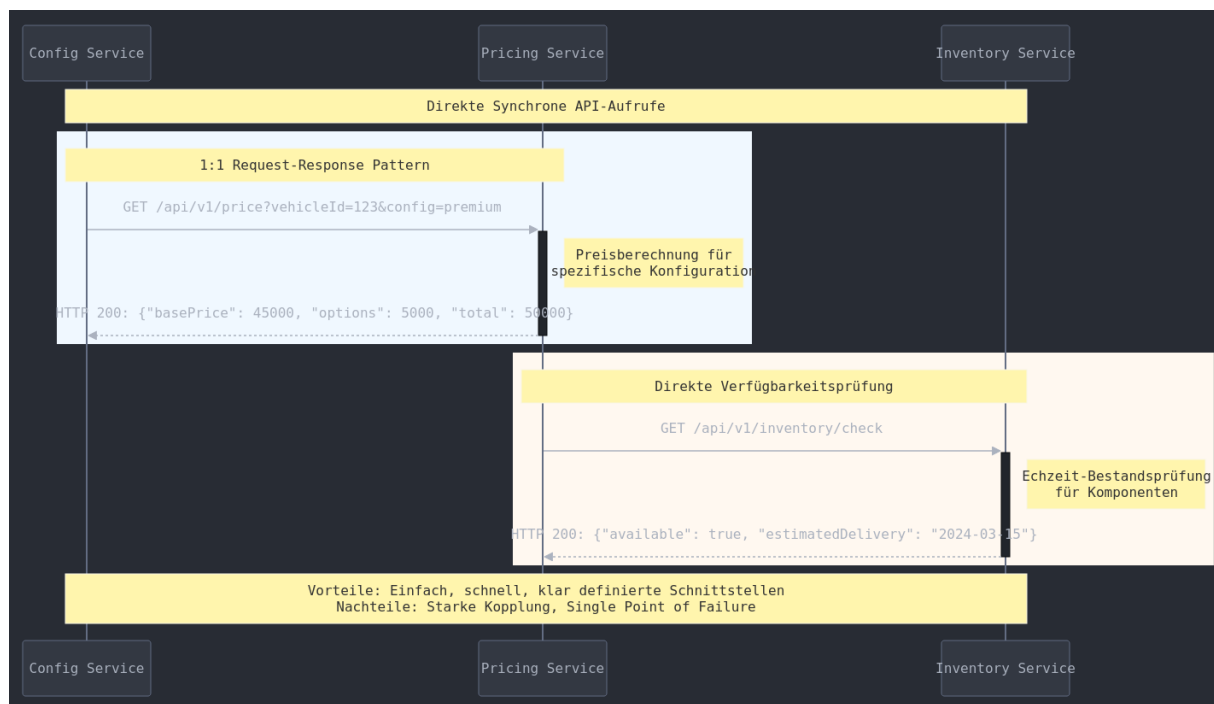 Config Service
Pricing Service
Inventory Service
Direkte Synchrone API-Aufrufe
1:1 Request-Response Pattern
GET /api/v1/price?vehicleId=123&config=premium
Preisberechnung für
spezifische Konfiguration
HTTP 200: {"basePrice": 45000, "options": 5000, "total": 50000}
Direkte Verfügbarkeitsprüfung
GET /api/v1/inventory/check
Echzeit-Bestandsprüfung
für Komponenten
HTTP 200: {"available": true, "estimatedDelivery": "2024-03-15"}
Vorteile: Einfach, schnell, klar definierte Schnittstellen
Nachteile: Starke Kopplung, Single Point of Failure
Config Service
Pricing Service
Inventory Service